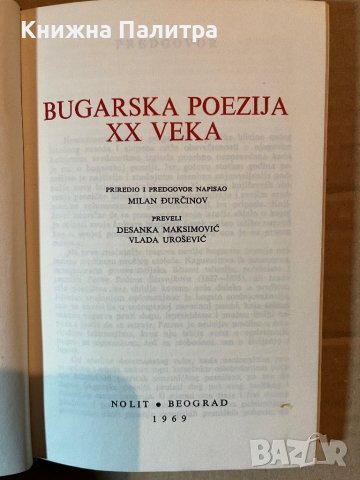 Книжна Палитра
BUGARSKA POEZIJA
XX VEKA
PRIREDIO I PREDGOVOR NAPISAO
MILAN ĐURČINOV
PREVELI
DESANKA MAKSIMOVIĆ
VLADA UROŠEVIĆ
NOLIT • BEOGRAD
1969
BAZAR